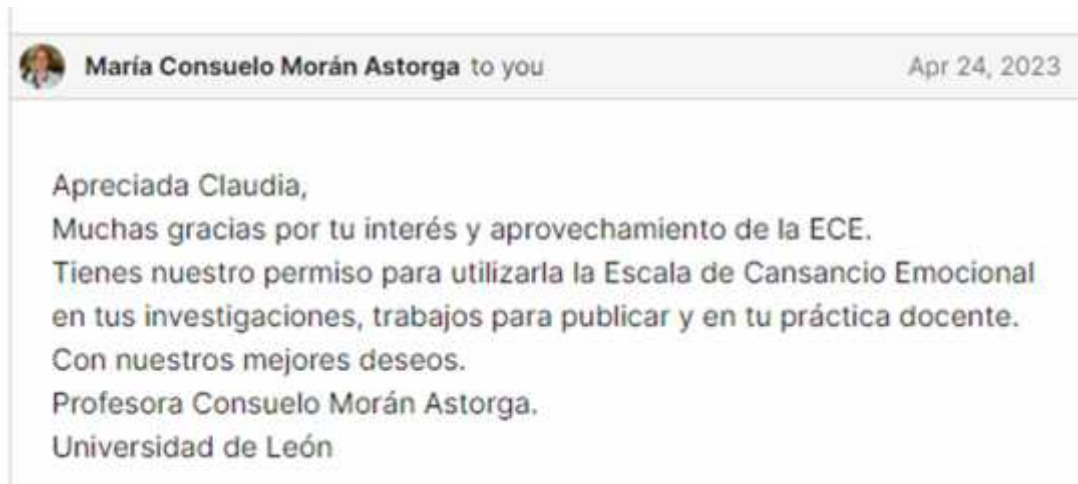 María Consuelo Morán Astorga to you Apr 24, 2023
Apreciada Claudia,
Muchas gracias por tu interés y aprovechamiento de la ECE.
Tienes nuestro permiso para utilizarla la Escala de Cansancio Emocional
en tus investigaciones, trabajos para publicar y en tu práctica docente.
Con nuestros mejores deseos.
Profesora Consuelo Morán Astorga.
Universidad de León